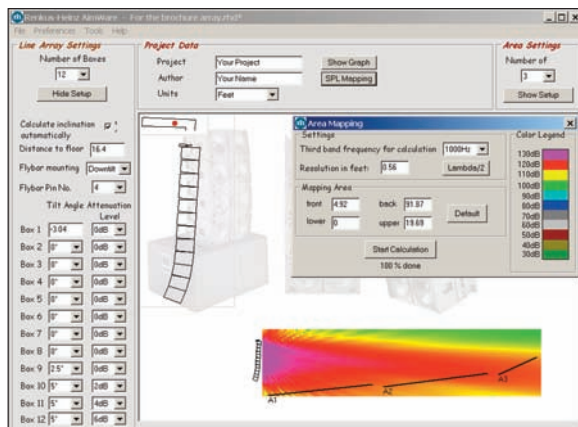 Renkus-Heinz AimWare - For the brochure array.rhx1*
File Preferences Tools Help
Line Array Settings
Number of Boxes
12
Hide Setup
Calculate inclination
automatically
Distance to floor 16.4
Flybar mounting Downtilt
Flybar Pin No. 4
Tilt Angle Attenuation
Level
Box 1 -3.04 0dB
Box 2 0° 0dB
Box 3 0° 0dB
Box 4 0° 0dB
Box 5 0° 0dB
Box 6 0° 0dB
Box 7 0° 0dB
Box 8 0° 0dB
Box 9 2.5° 0dB
Box 10 5° 2dB
Box 11 5° 4dB
Box 12 5° 6dB
Project Data
Project Your Project Show Graph
Author Your Name SPL Mapping
Units Feet
Area Settings
Number of
3
Show Setup
Area Mapping
Settings
Third band frequency for calculation 1000Hz
Resolution in feet: 0.56 Lambda/2
Mapping Area
front 4.92 back 91.87
lower 0 upper 19.69
Default
Start Calculation
100 % done
Color Legend
130dB
120dB
110dB
100dB
90dB
80dB
70dB
60dB
50dB
40dB
30dB
A1
A2
A3